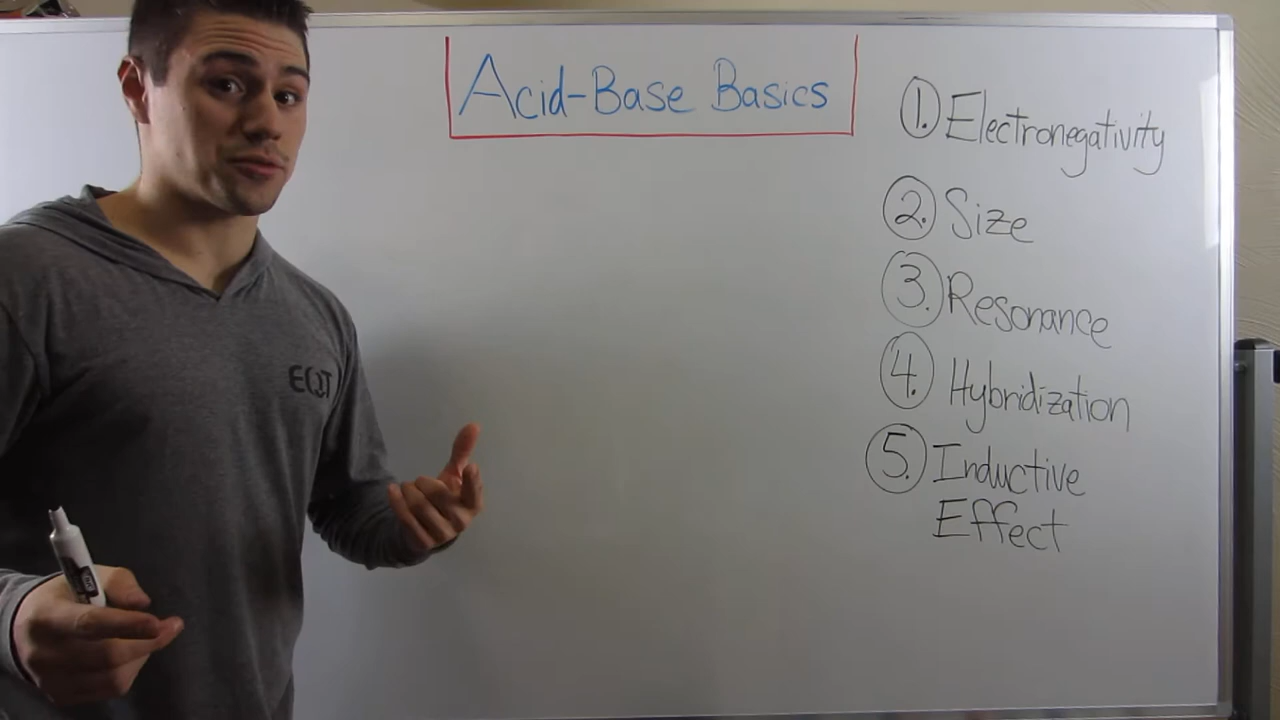 Acid-Base Basics
1. Electronegativity
2. Size
3. Resonance
4. Hybridization
5. Inductive
Effect